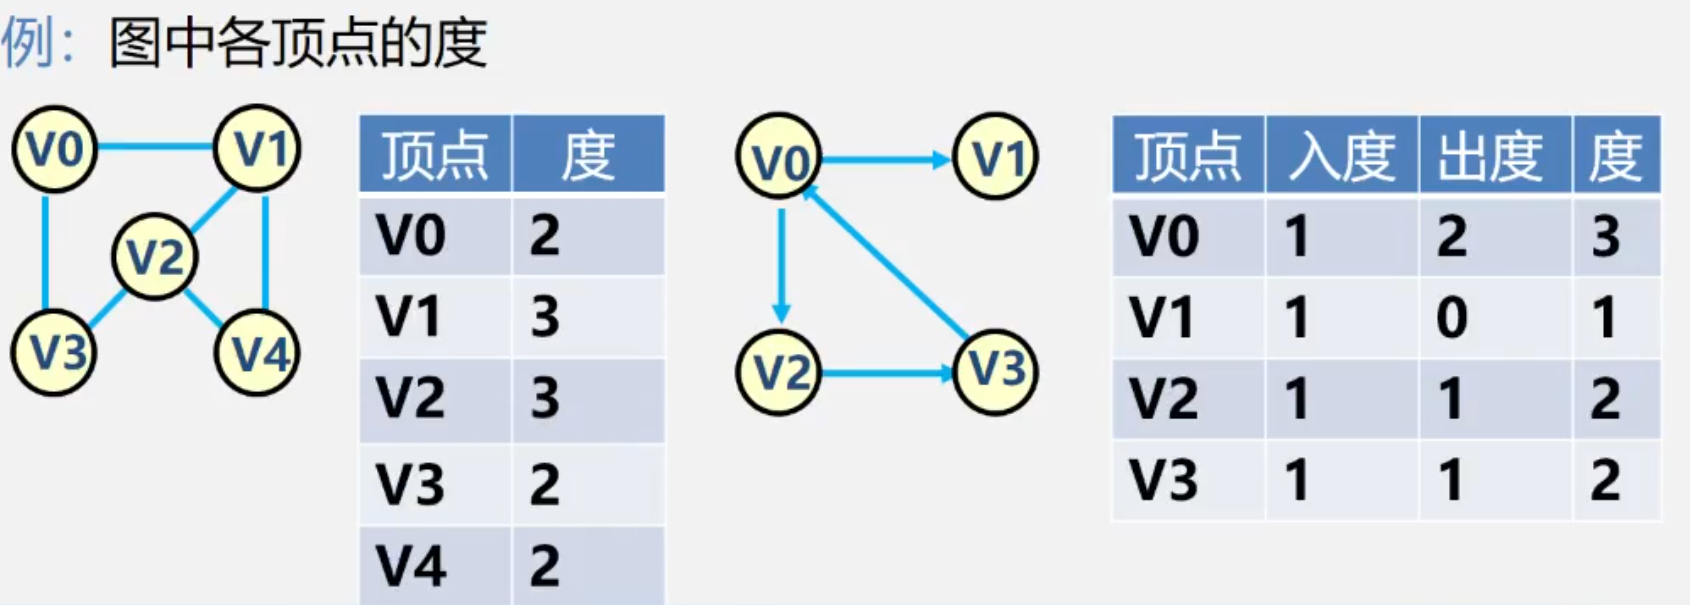 例：图中各顶点的度
V0 V1
V2
V3 V4
顶点 度
V0 2
V1 3
V2 3
V3 2
V4 2
V0 V1
V2 V3
顶点 入度 出度 度
V0 1 2 3
V1 1 0 1
V2 1 1 2
V3 1 1 2